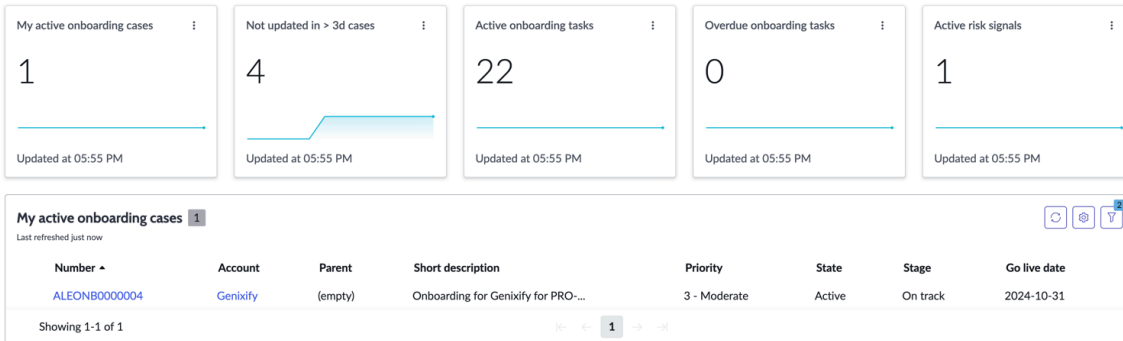 My active onboarding cases
Not updated in > 3d cases
Active onboarding tasks
Overdue onboarding tasks
Active risk signals
1
4
22
0
1
Updated at 05:55 PM
Updated at 05:55 PM
Updated at 05:55 PM
Updated at 05:55 PM
Updated at 05:55 PM
My active onboarding cases 1
2
Last refreshed just now
Number Account Parent Short description Priority State Stage Go live date
ALEONB0000004 Genixify (empty) Onboarding for Genixify for PRO-... 3 - Moderate Active On track 2024-10-31
Showing 1-1 of 1
1